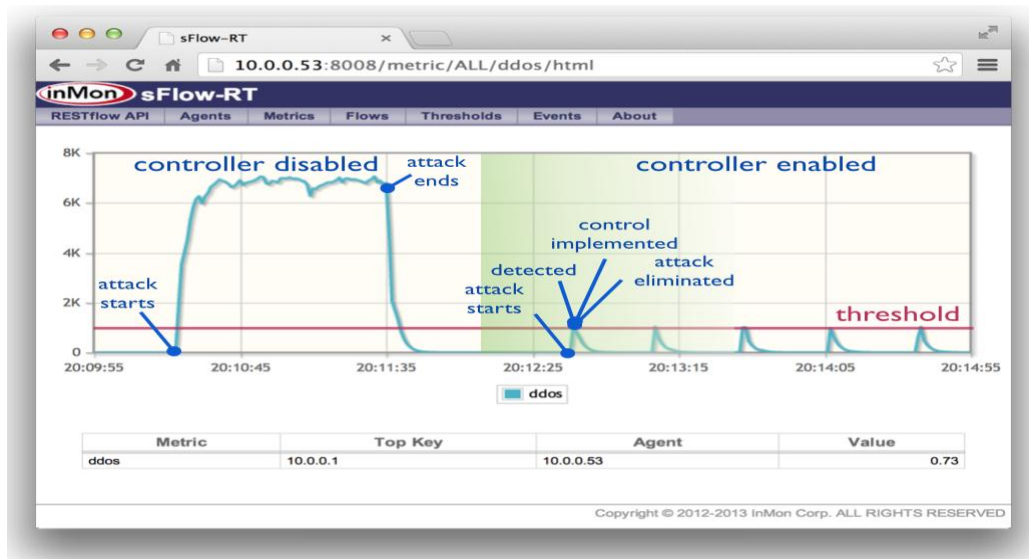 sFlow-RT
10.0.0.53:8008/metric/ALL/ddos/html
inMon sFlow-RT
RESTflow API Agents Metrics Flows Thresholds Events About
8K
controller disabled
attack
ends
controller enabled
6K
control
implemented
4K
detected
attack
eliminated
attack
starts
attack
starts
2K
threshold
0
20:09:55 20:10:45 20:11:35 20:12:25 20:13:15 20:14:05 20:14:55
ddos
Metric Top Key Agent Value
ddos 10.0.0.1 10.0.0.53 0.73
Copyright © 2012-2013 InMon Corp. ALL RIGHTS RESERVED